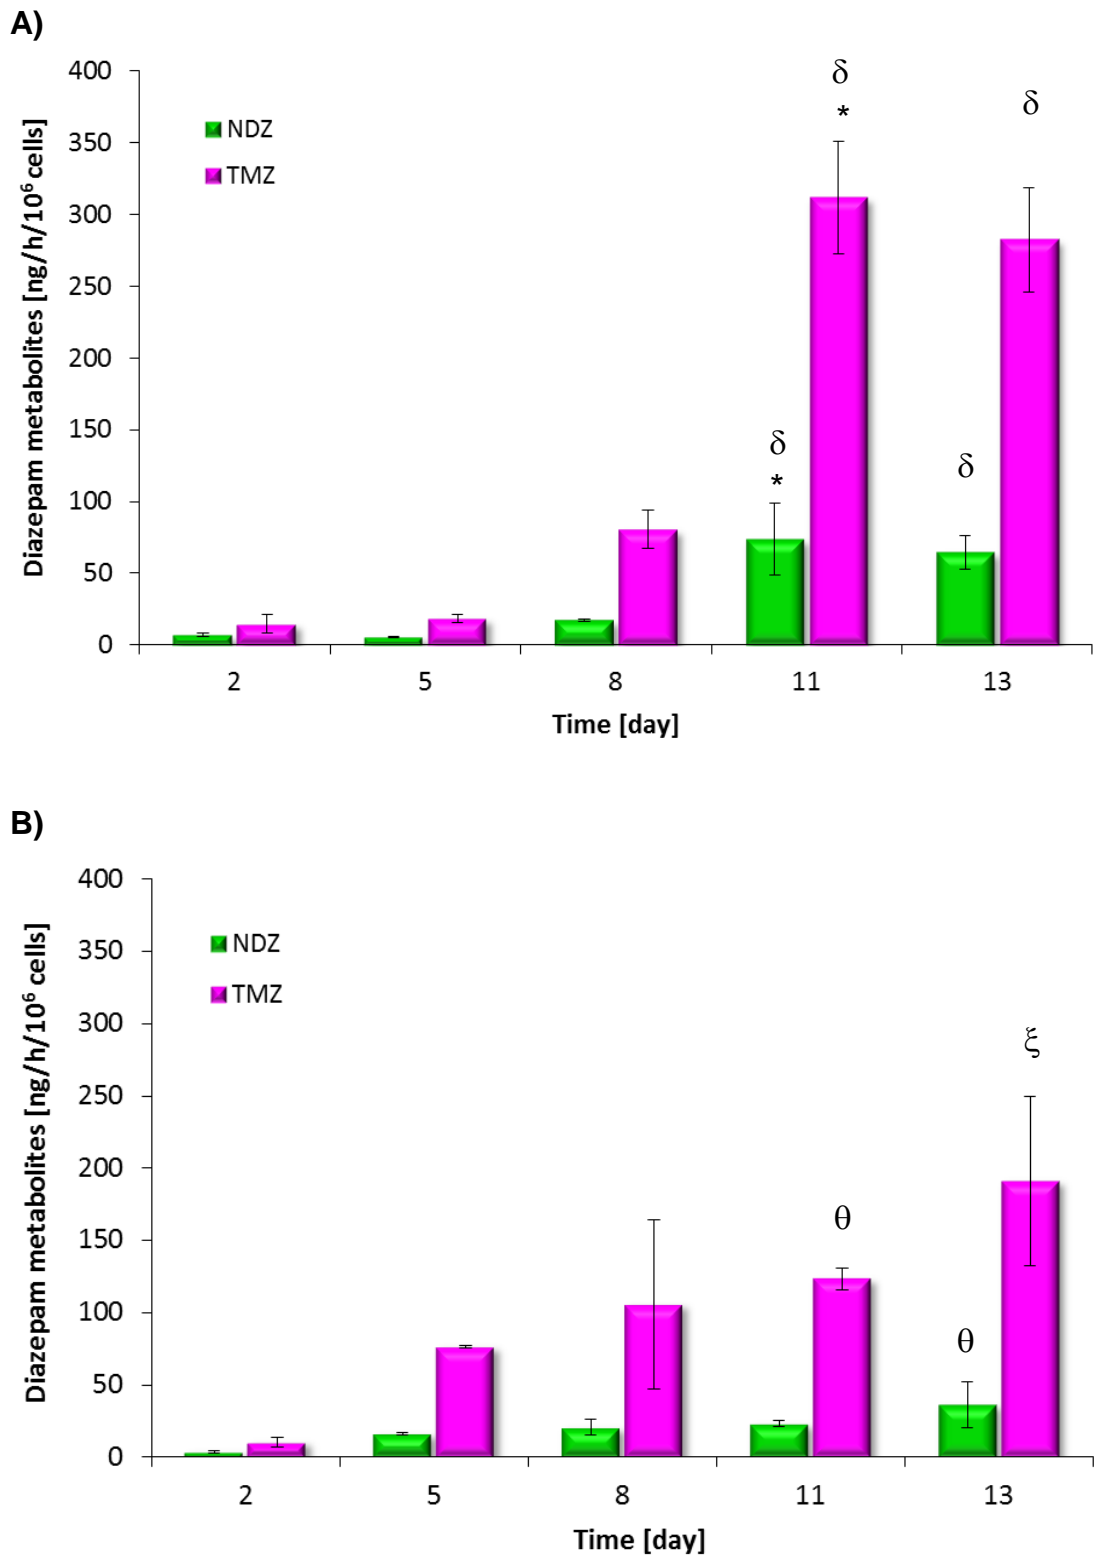 A)
Diazepam metabolites [ng/h/10⁶ cells]
400
350
300
250
200
150
100
50
0
NDZ
TMZ
δ
*
δ
δ
*
δ
2 5 8 11 13
Time [day]
B)
Diazepam metabolites [ng/h/10⁶ cells]
400
350
300
250
200
150
100
50
0
NDZ
TMZ
ξ
θ
θ
2 5 8 11 13
Time [day]